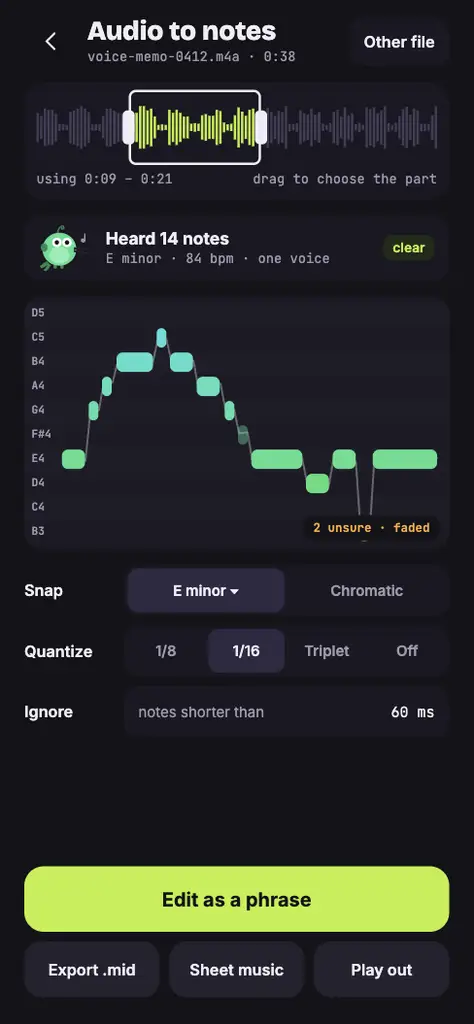 Audio to notes
voice-memo-0412.m4a · 0:38
Other file
using 0:09 – 0:21
drag to choose the part
Heard 14 notes
E minor · 84 bpm · one voice
clear
D5
C5
B4
A4
G4
F#4
E4
D4
C4
B3
2 unsure · faded
Snap
E minor
Chromatic
Quantize
1/8
1/16
Triplet
Off
Ignore
notes shorter than
60 ms
Edit as a phrase
Export .mid
Sheet music
Play out